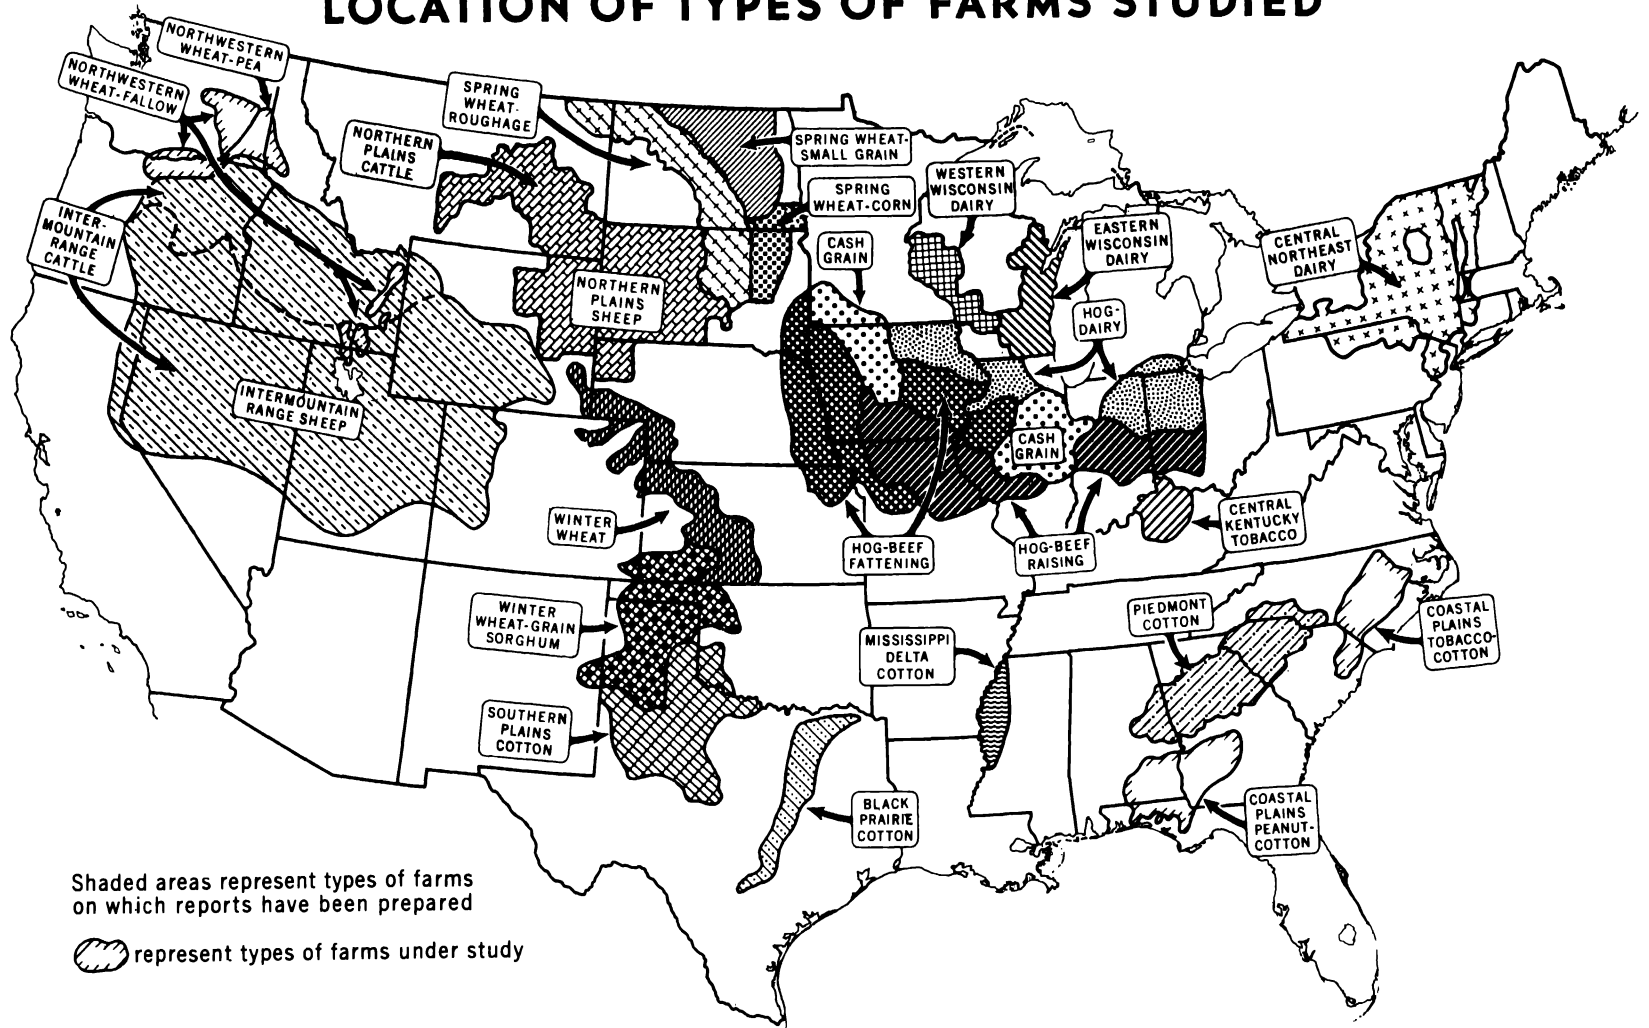 LOCATION OF TYPES OF FARMS STUDIED
NORTHWESTERN
WHEAT-PEA
NORTHWESTERN
WHEAT-FALLOW
SPRING
WHEAT-
ROUGHAGE
NORTHERN
PLAINS
CATTLE
SPRING WHEAT-
SMALL GRAIN
SPRING
WHEAT-CORN
WESTERN
WISCONSIN
DAIRY
CASH
GRAIN
EASTERN
WISCONSIN
DAIRY
CENTRAL
NORTHEAST
DAIRY
INTER-
MOUNTAIN
RANGE
CATTLE
NORTHERN
PLAINS
SHEEP
HOG-
DAIRY
INTERMOUNTAIN
RANGE SHEEP
CASH
GRAIN
WINTER
WHEAT
HOG-BEEF
FATTENING
HOG-BEEF
RAISING
CENTRAL
KENTUCKY
TOBACCO
WINTER
WHEAT-GRAIN
SORGHUM
MISSISSIPPI
DELTA
COTTON
PIEDMONT
COTTON
COASTAL
PLAINS
TOBACCO-
COTTON
SOUTHERN
PLAINS
COTTON
BLACK
PRAIRIE
COTTON
COASTAL
PLAINS
PEANUT-
COTTON
Shaded areas represent types of farms
on which reports have been prepared
represent types of farms under study